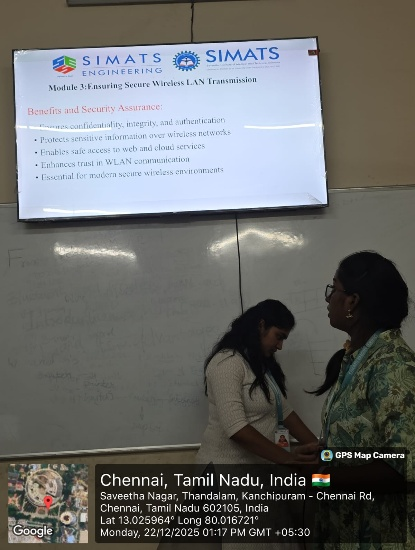 SIMATS
ENGINEERING
SIMATS
Module 3:Ensuring Secure Wireless LAN Transmission
Benefits and Security Assurance:
confidentiality, integrity, and authentication
• Protects sensitive information over wireless networks
• Enables safe access to web and cloud services
• Enhances trust in WLAN communication
• Essential for modern secure wireless environments
GPS Map Camera
Google
Chennai, Tamil Nadu, India
Saveetha Nagar, Thandalam, Kanchipuram - Chennai Rd,
Chennai, Tamil Nadu 602105, India
Lat 13.025964° Long 80.016721°
Monday, 22/12/2025 01:17 PM GMT +05:30